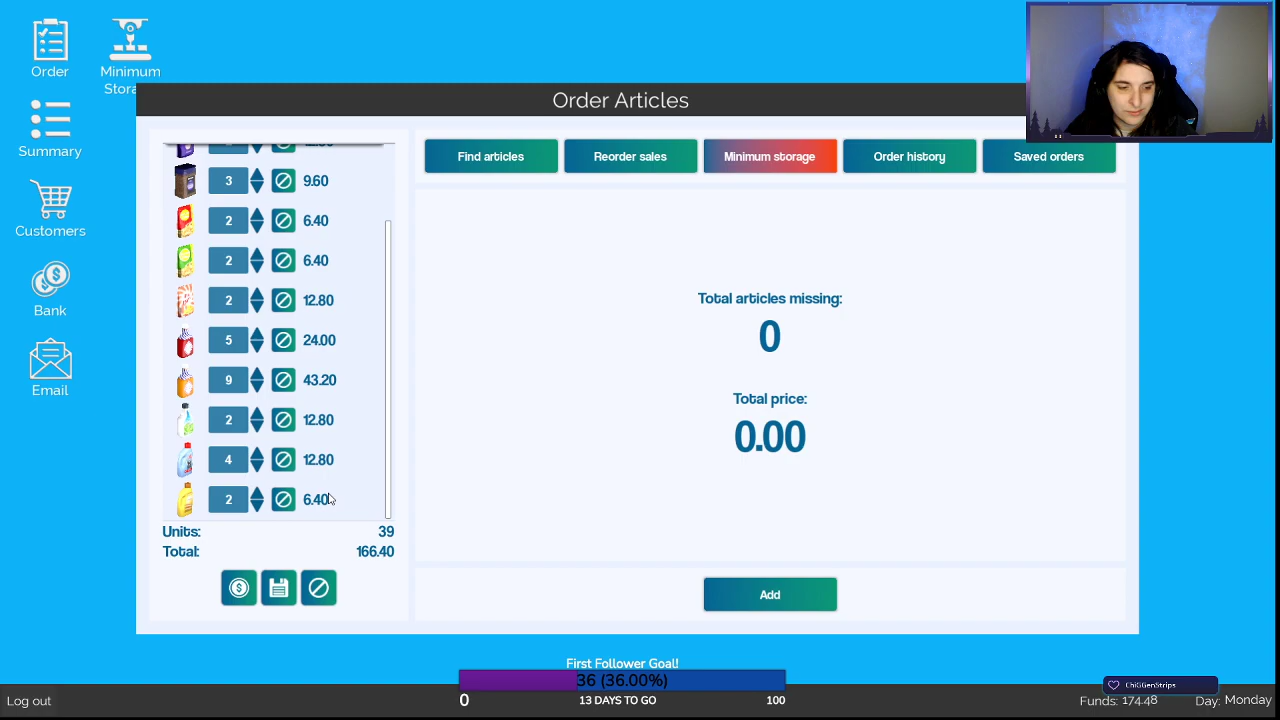 Order
Minimum
Summary
Customers
Bank
Email
Order Articles
Find articles
Reorder sales
Minimum storage
Order history
Saved orders
3 9.60
2 6.40
2 6.40
2 12.80
5 24.00
9 43.20
2 12.80
4 12.80
2 6.40
Units: 39
Total: 166.40
Total articles missing:
0
Total price:
0.00
Add
First Follower Goal!
36 (36.00%)
0
13 DAYS TO GO
100
ChiGGenStrips
Log out
Funds: 174.48
Day: Monday